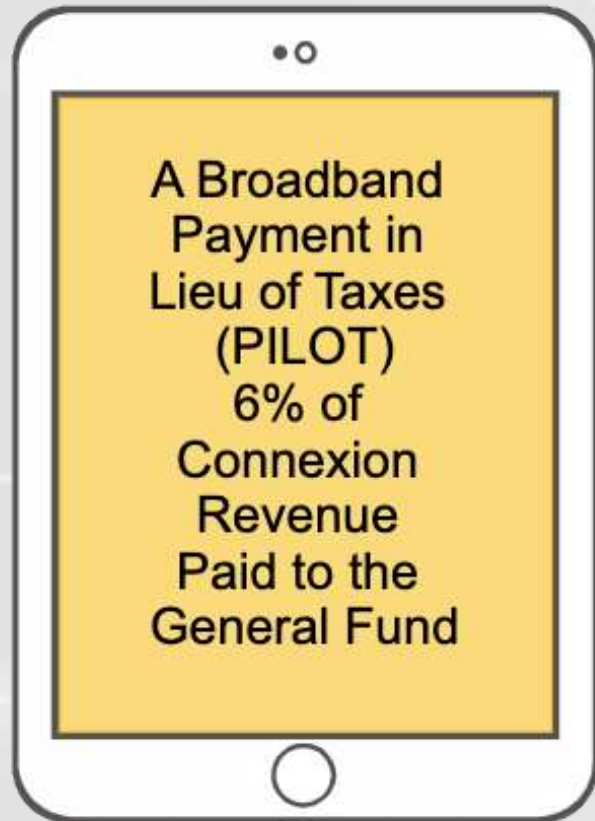 A Broadband
Payment in
Lieu of Taxes
(PILOT)
6% of
Connexion
Revenue
Paid to the
General Fund